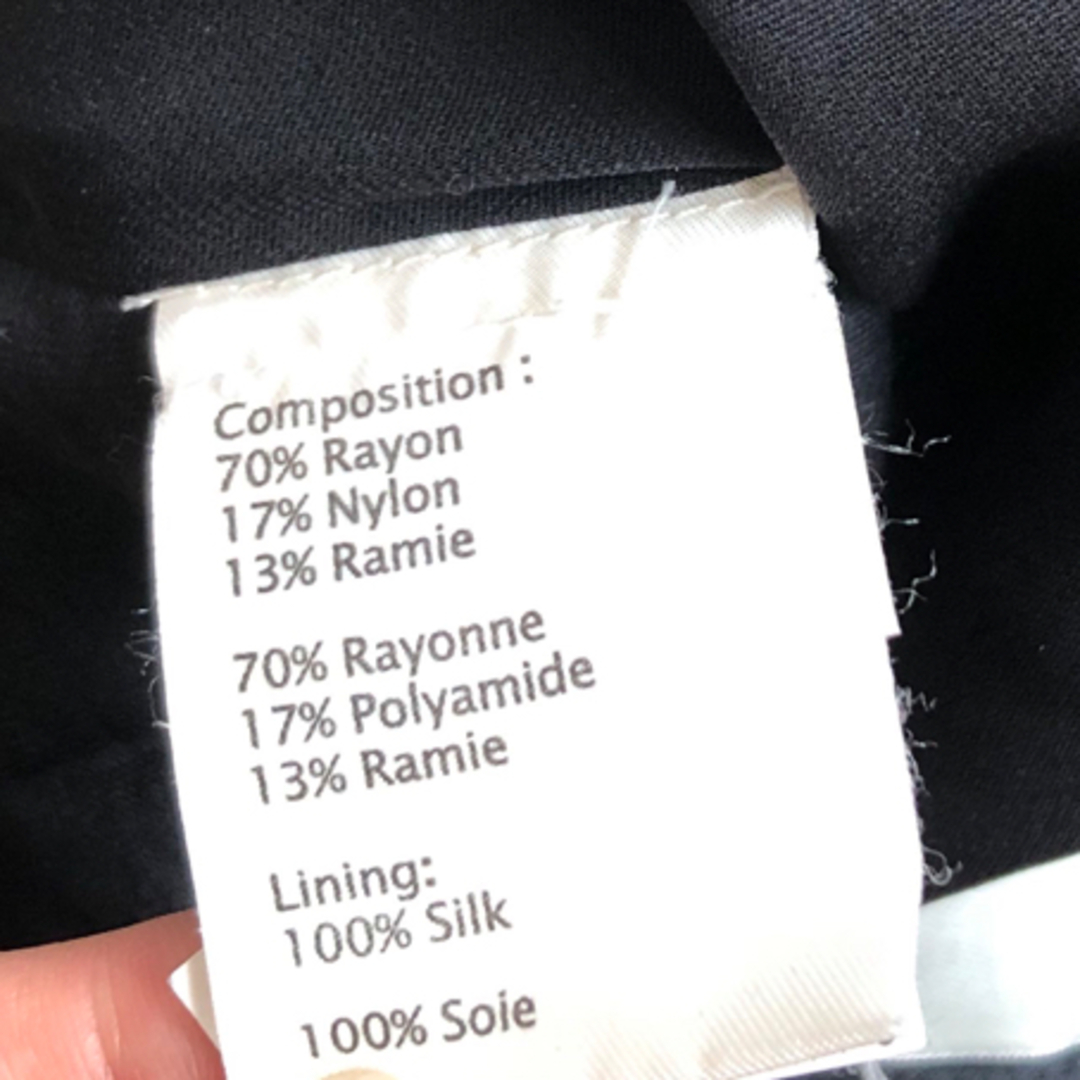 Composition :
70% Rayon
17% Nylon
13% Ramie
70% Rayonne
17% Polyamide
13% Ramie
Lining:
100% Silk
100% Soie